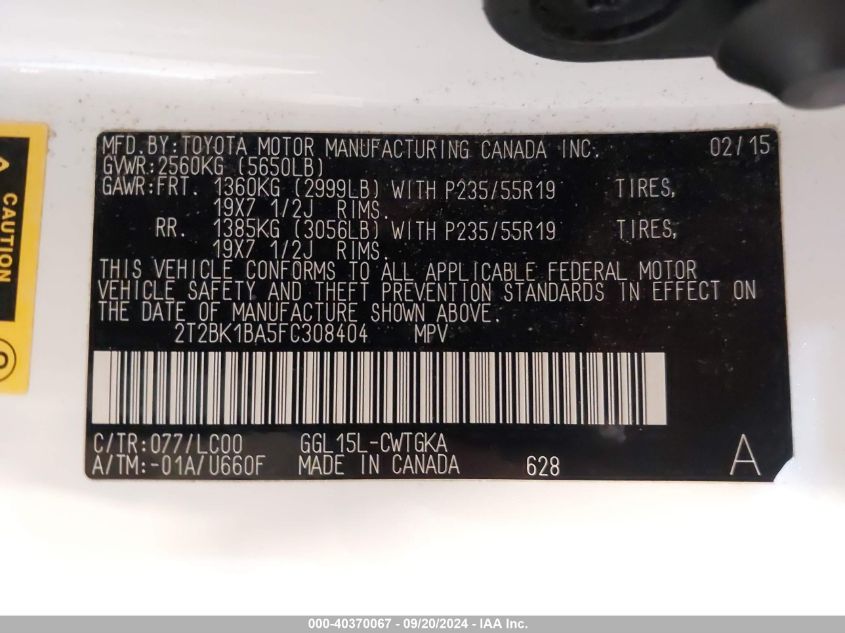 MFD.BY:TOYOTA MOTOR MANUFACTURING CANADA INC. 02/15
GVWR:2560KG (5650LB)
GAWR:FRT. 1360KG (2999LB) WITH P235/55R19 TIRES,
19X7 1/2J RIMS.
RR. 1385KG (3056LB) WITH P235/55R19 TIRES,
19X7 1/2J RIMS.
THIS VEHICLE CONFORMS TO ALL APPLICABLE FEDERAL MOTOR
VEHICLE SAFETY AND THEFT PREVENTION STANDARDS IN EFFECT ON
THE DATE OF MANUFACTURE SHOWN ABOVE.
2T2BK1BA5FC308404 MPV
C/TR:077/LC00 GGL15L-CWTGKA
A/TM:-01A/U660F MADE IN CANADA 628 A
CAUTION
000-40370067 - 09/20/2024 - IAA Inc.